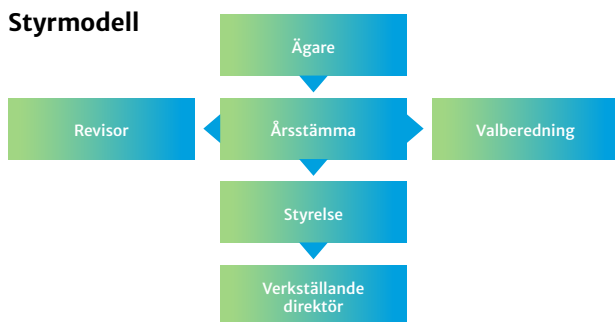 Styrmodell
Ägare
Revisor
Årsstämma
Valberedning
Styrelse
Verkställande
direktör